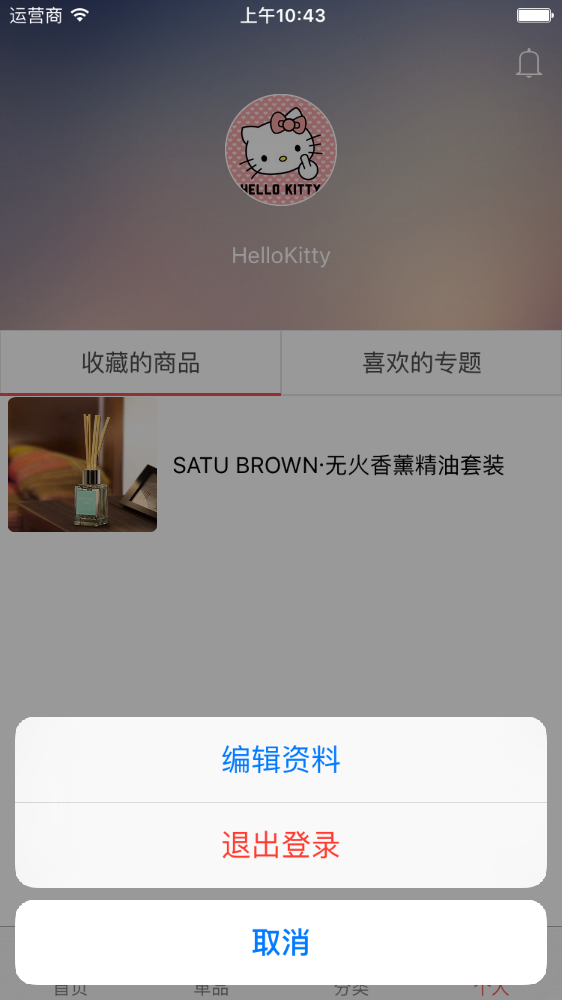 运营商 上午10:43
HELLO KITTY
HelloKitty
收藏的商品 喜欢的专题
SATU BROWN·无火香薰精油套装
编辑资料
退出登录
取消
首页 单品 分类 个人